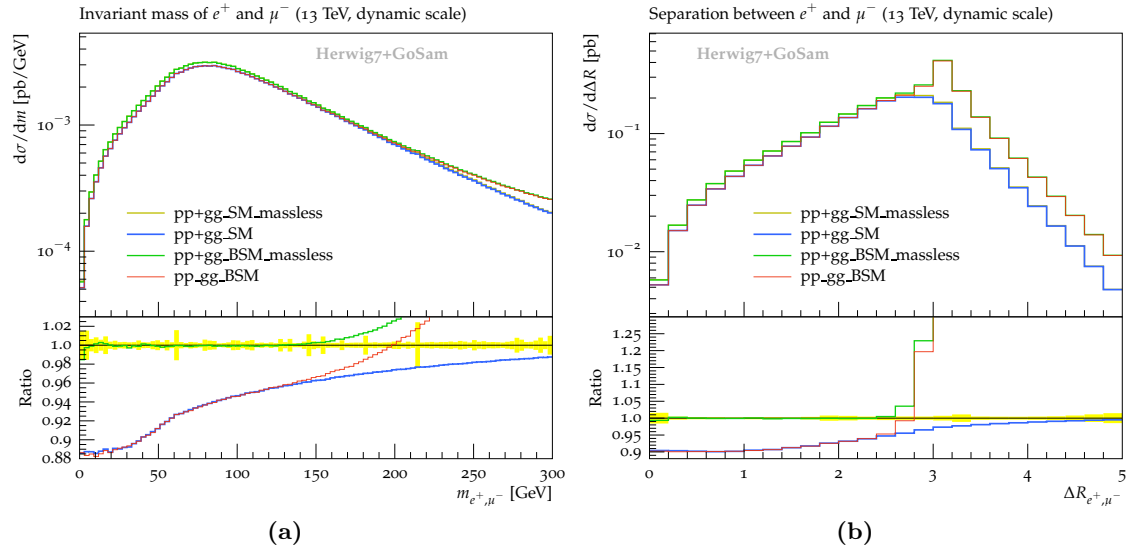 Invariant mass of e⁺ and μ⁻ (13 TeV, dynamic scale)
Herwig7+GoSam
dσ/dm [pb/GeV]
10⁻³
10⁻⁴
pp+gg_SM_massless
pp+gg_SM
pp+gg_BSM_massless
pp_gg_BSM
Ratio
1.02
1.0
0.98
0.96
0.94
0.92
0.9
0.88
0 50 100 150 200 250 300
m_{e⁺,μ⁻} [GeV]
(a)
Separation between e⁺ and μ⁻ (13 TeV, dynamic scale)
Herwig7+GoSam
dσ/dΔR [pb]
10⁻¹
10⁻²
pp+gg_SM_massless
pp+gg_SM
pp+gg_BSM_massless
pp_gg_BSM
Ratio
1.25
1.2
1.15
1.1
1.05
1.0
0.95
0.9
0 1 2 3 4 5
ΔR_{e⁺,μ⁻}
(b)